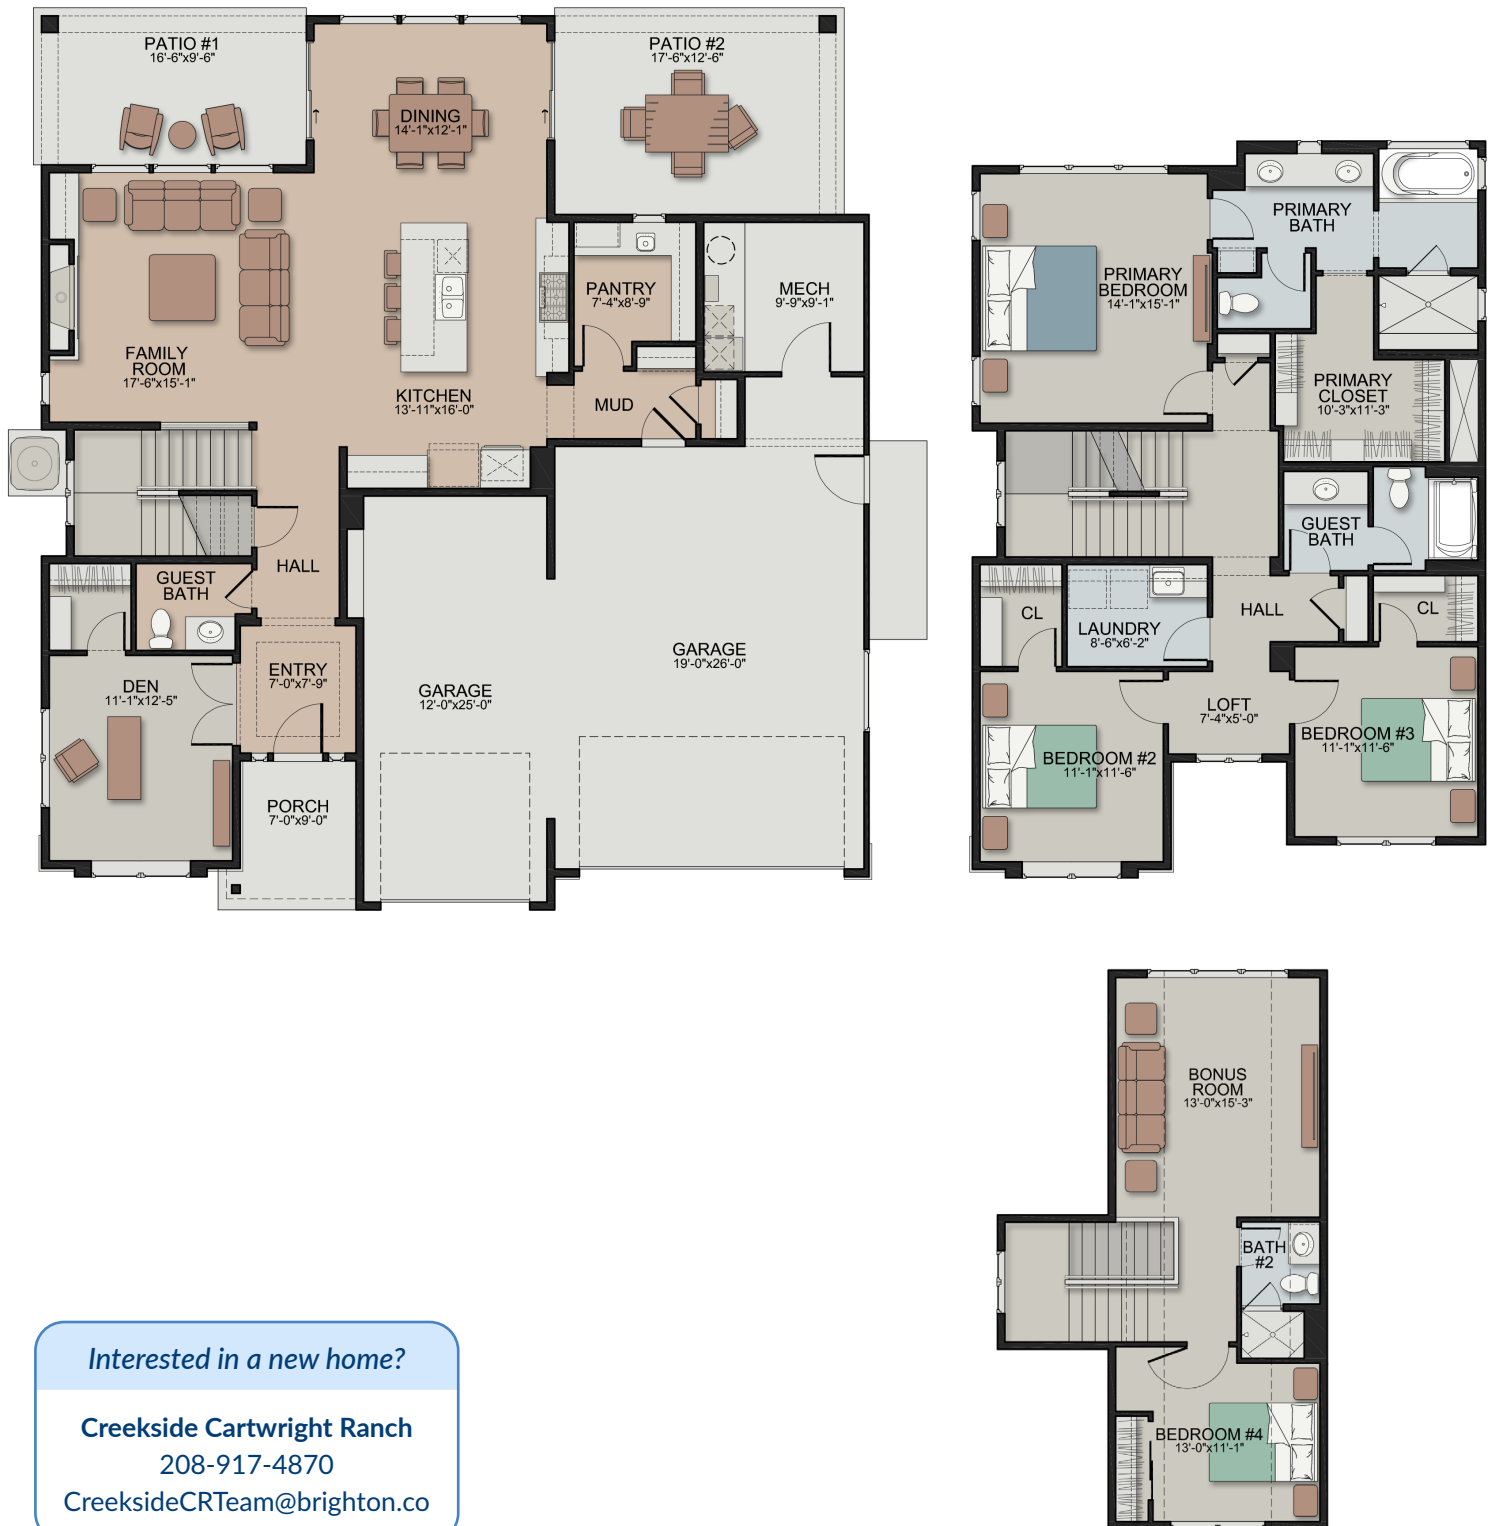 PATIO #1
16'-6"x9'-6"
PATIO #2
17'-6"x12'-6"
DINING
14'-1"x12'-1"
PANTRY
7'-4"x8'-9"
MECH
9'-9"x9'-1"
FAMILY
ROOM
17'-6"x15'-1"
KITCHEN
13'-11"x16'-0"
MUD
HALL
GUEST
BATH
ENTRY
7'-0"x7'-9"
DEN
11'-1"x12'-5"
GARAGE
12'-0"x25'-0"
GARAGE
19'-0"x26'-0"
PORCH
7'-0"x9'-0"
PRIMARY
BATH
PRIMARY
BEDROOM
14'-1"x15'-1"
PRIMARY
CLOSET
10'-3"x11'-3"
GUEST
BATH
CL
LAUNDRY
8'-6"x6'-2"
HALL
CL
LOFT
7'-4"x5'-0"
BEDROOM #2
11'-1"x11'-6"
BEDROOM #3
11'-1"x11'-6"
BONUS
ROOM
13'-0"x15'-3"
BATH
#2
BEDROOM #4
13'-0"x11'-1"
Interested in a new home?
Creekside Cartwright Ranch
208-917-4870
CreeksideCRTeam@brighton.co